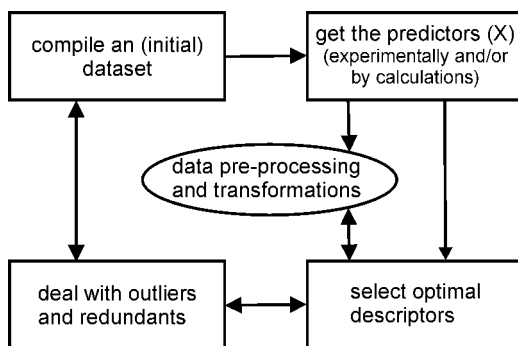 compile an (initial)
dataset
get the predictors (X)
(experimentally and/or
by calculations)
data pre-processing
and transformations
deal with outliers
and redundants
select optimal
descriptors